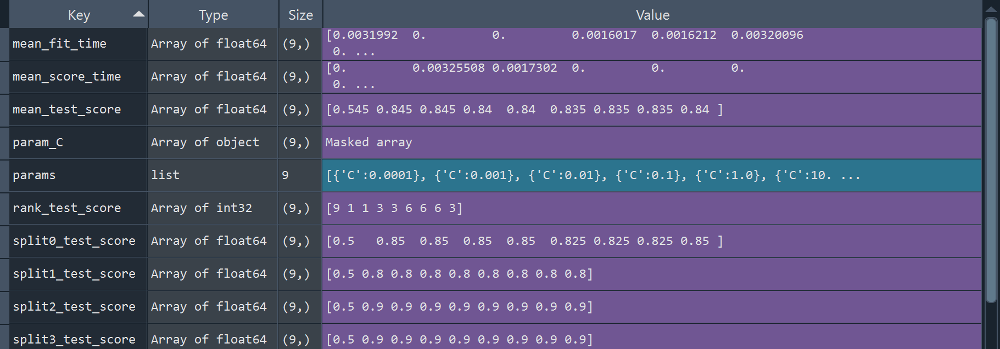 Key Type Size Value
mean_fit_time Array of float64 (9,) [0.0031992 0. 0. 0.0016017 0.0016212 0.00320096
0. ...
mean_score_time Array of float64 (9,) [0. 0.00325508 0.0017302 0. 0. 0.
0. ...
mean_test_score Array of float64 (9,) [0.545 0.845 0.845 0.84 0.84 0.835 0.835 0.835 0.84 ]
param_C Array of object (9,) Masked array
params list 9 [{'C':0.0001}, {'C':0.001}, {'C':0.01}, {'C':0.1}, {'C':1.0}, {'C':10. ...
rank_test_score Array of int32 (9,) [9 1 1 3 3 6 6 6 3]
split0_test_score Array of float64 (9,) [0.5 0.85 0.85 0.85 0.85 0.825 0.825 0.825 0.85 ]
split1_test_score Array of float64 (9,) [0.5 0.8 0.8 0.8 0.8 0.8 0.8 0.8 0.8]
split2_test_score Array of float64 (9,) [0.5 0.9 0.9 0.9 0.9 0.9 0.9 0.9 0.9]
split3_test_score Array of float64 (9,) [0.5 0.9 0.9 0.9 0.9 0.9 0.9 0.9 0.9]